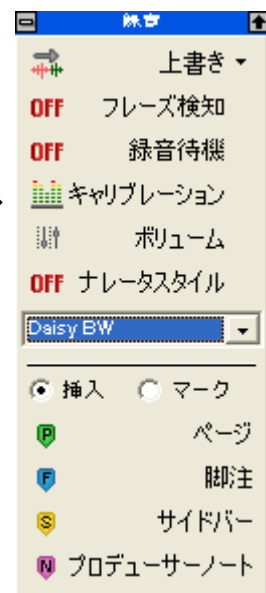 録音
上書き
OFF フレーズ検知
OFF 録音待機
キャリブレーション
ボリューム
OFF ナレータスタイル
Daisy BW
挿入 マーク
P ページ
F 脚注
S サイドバー
N プロデューサーノート